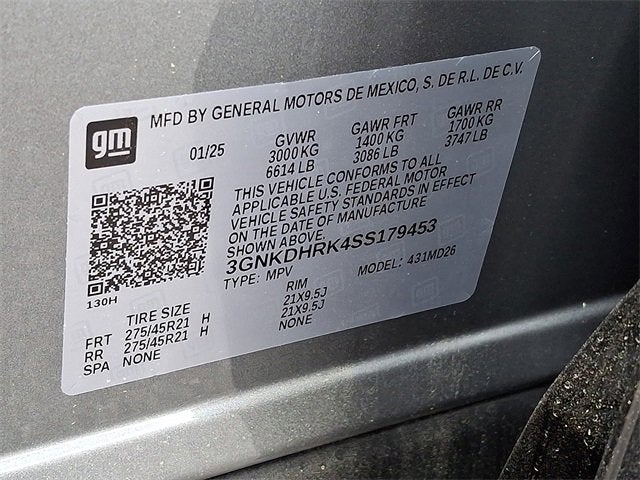 gm
MFD BY GENERAL MOTORS DE MEXICO, S. DE R.L. DE C.V.
01/25 GVWR GAWR FRT GAWR RR
3000 KG 1400 KG 1700 KG
6614 LB 3086 LB 3747 LB
THIS VEHICLE CONFORMS TO ALL
APPLICABLE U.S. FEDERAL MOTOR
VEHICLE SAFETY STANDARDS IN EFFECT
ON THE DATE OF MANUFACTURE
SHOWN ABOVE.
3GNKDHRK4SS179453
TYPE: MPV MODEL: 431MD26
130H
TIRE SIZE RIM
FRT 275/45R21 H 21X9.5J
RR 275/45R21 H 21X9.5J
SPA NONE NONE